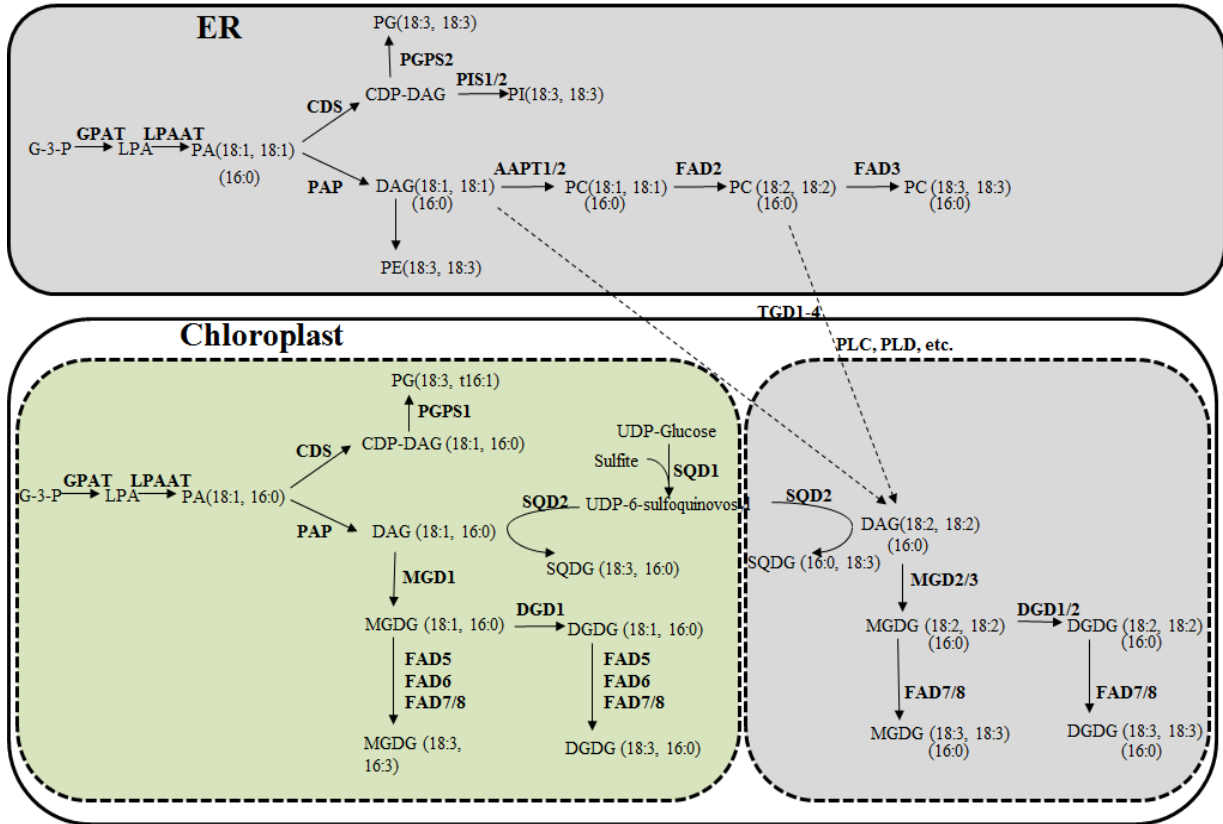 ER
PG(18:3, 18:3)
PGPS2
PIS1/2
CDP-DAG
PI(18:3, 18:3)
CDS
GPAT
LPAAT
G-3-P
LPA
PA(18:1, 18:1)
(16:0)
PAP
AAPT1/2
FAD2
FAD3
DAG(18:1, 18:1)
(16:0)
PC(18:1, 18:1)
(16:0)
PC (18:2, 18:2)
(16:0)
PC (18:3, 18:3)
(16:0)
PE(18:3, 18:3)
TGD1-4
PLC, PLD, etc.
Chloroplast
PG(18:3, t16:1)
PGPS1
CDP-DAG (18:1, 16:0)
CDS
GPAT
LPAAT
G-3-P
LPA
PA(18:1, 16:0)
PAP
UDP-Glucose
Sulfite
SQD1
SQD2
UDP-6-sulfoquinovosyl
SQD2
DAG (18:1, 16:0)
SQDG (18:3, 16:0)
MGD1
MGDG (18:1, 16:0)
DGD1
DGDG (18:1, 16:0)
FAD5
FAD6
FAD7/8
FAD5
FAD6
FAD7/8
MGDG (18:3,
16:3)
DGDG (18:3, 16:0)
DAG(18:2, 18:2)
(16:0)
SQDG (16:0, 18:3)
MGD2/3
MGDG (18:2, 18:2)
(16:0)
DGD1/2
DGDG (18:2, 18:2)
(16:0)
FAD7/8
FAD7/8
MGDG (18:3, 18:3)
(16:0)
DGDG (18:3, 18:3)
(16:0)